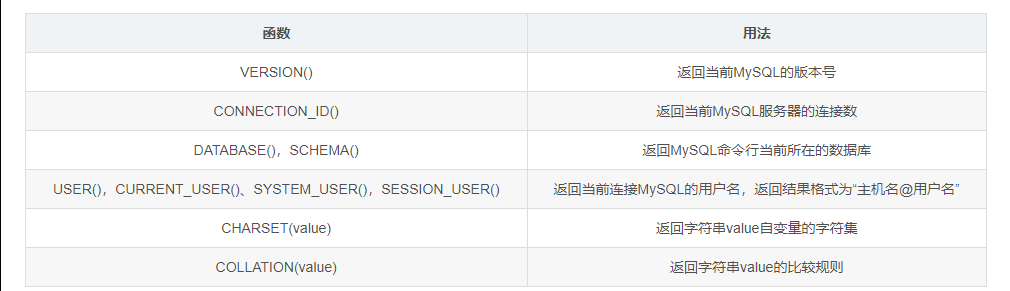 函数 用法
VERSION() 返回当前MySQL的版本号
CONNECTION_ID() 返回当前MySQL服务器的连接数
DATABASE()，SCHEMA() 返回MySQL命令行当前所在的数据库
USER()，CURRENT_USER()、SYSTEM_USER()，SESSION_USER() 返回当前连接MySQL的用户名，返回结果格式为“主机名@用户名”
CHARSET(value) 返回字符串value自变量的字符集
COLLATION(value) 返回字符串value的比较规则